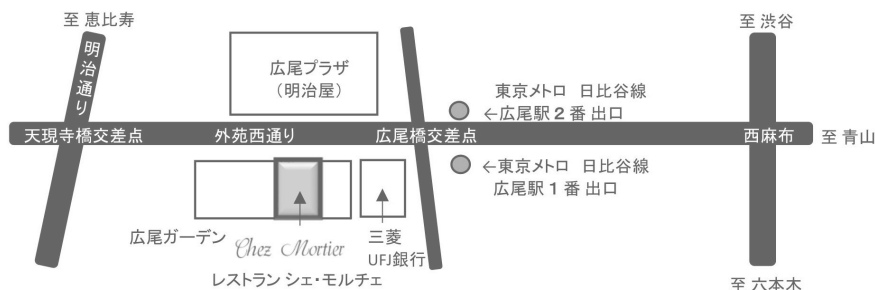 至 恵比寿
至 渋谷
明治通り
広尾プラザ
(明治屋)
東京メトロ 日比谷線
←広尾駅2番出口
天現寺橋交差点
外苑西通り
広尾橋交差点
西麻布
至 青山
←東京メトロ 日比谷線
広尾駅1番出口
広尾ガーデン
Chez Mortier
三菱
UFJ銀行
レストラン シェ・モルチェ
至 六本木